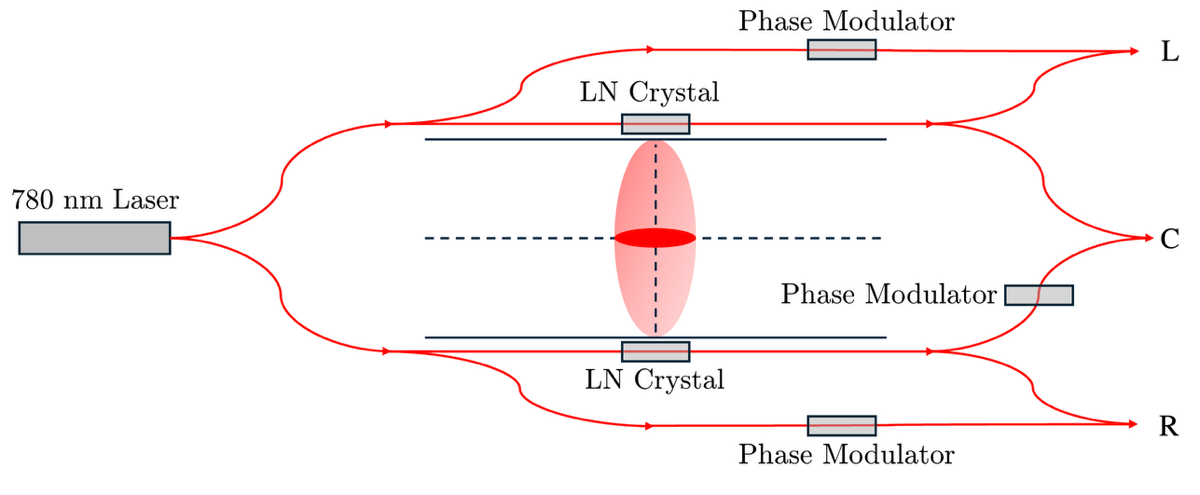 Phase Modulator
L
LN Crystal
780 nm Laser
C
Phase Modulator
LN Crystal
R
Phase Modulator